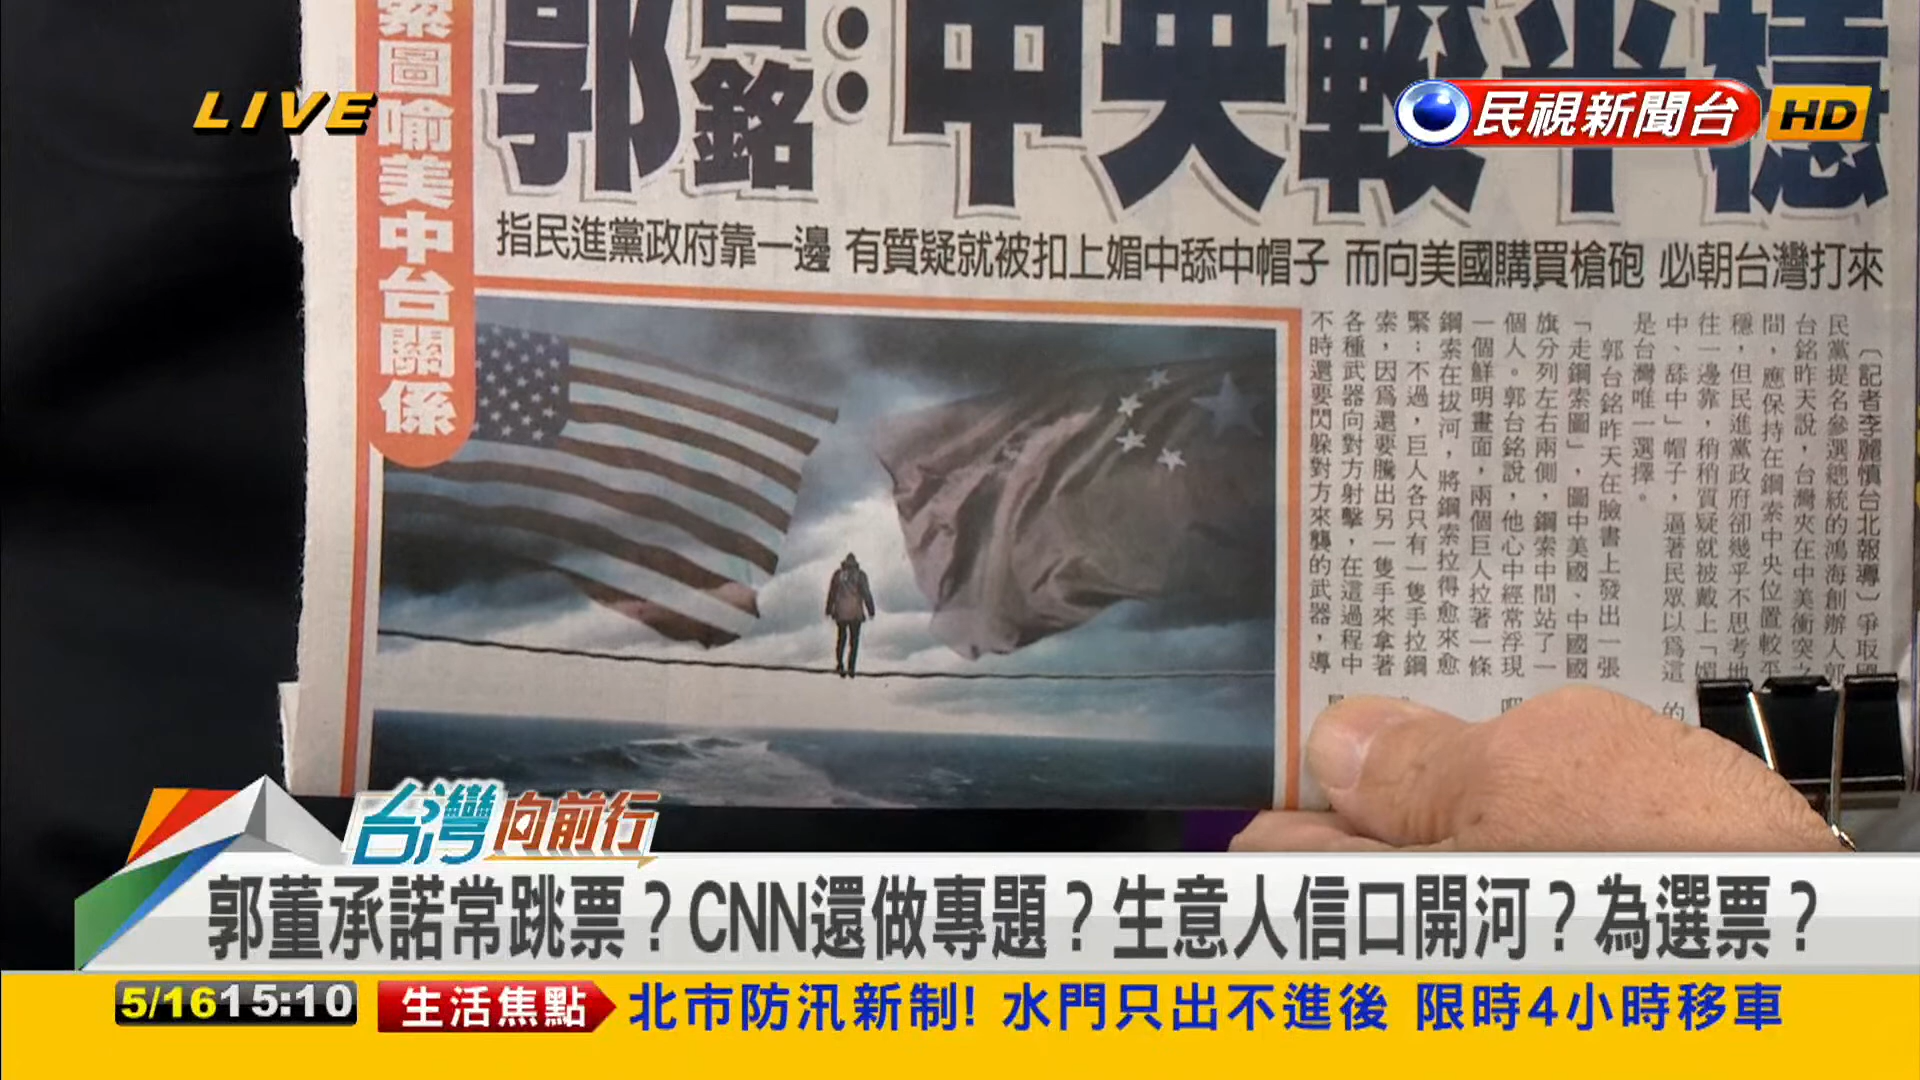 LIVE
民視新聞台 HD
郭台銘：中央較平穩
索圖喻美中台關係
指民進黨政府靠一邊 有質疑就被扣上媚中舔中帽子 而向美國購買槍砲 必朝台灣打來
〔記者李麗慎台北報導〕爭取國
民黨提名參選總統的鴻海創辦人郭
台銘昨天說，台灣夾在中美衝突之
間，應保持在鋼索中央位置較平
穩，但民進黨政府卻幾乎不思考地
往一邊靠，稍稍質疑就被戴上「媚
中、舔中」帽子，逼著民眾以為這
是台灣唯一選擇。
郭台銘昨天在臉書上發出一張
「走鋼索圖」，圖中美國、中國國
旗分列左右兩側，鋼索中間站了一
個人。郭台銘說，他心中經常浮現
一個鮮明畫面，兩個巨人拉著一條
鋼索在拔河，將鋼索拉得愈來愈
緊；不過，巨人各只有一隻手拉鋼
索，因為還要騰出另一隻手來拿著
各種武器向對方射擊，在這過程中
不時還要閃躲對方來襲的武器，導
的
台灣向前行
郭董承諾常跳票？CNN還做專題？生意人信口開河？為選票？
5/16 15:10 生活焦點 北市防汛新制! 水門只出不進後 限時4小時移車